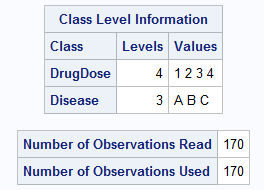 Class Level Information
Class Levels Values
DrugDose 4 1 2 3 4
Disease 3 A B C
Number of Observations Read 170
Number of Observations Used 170